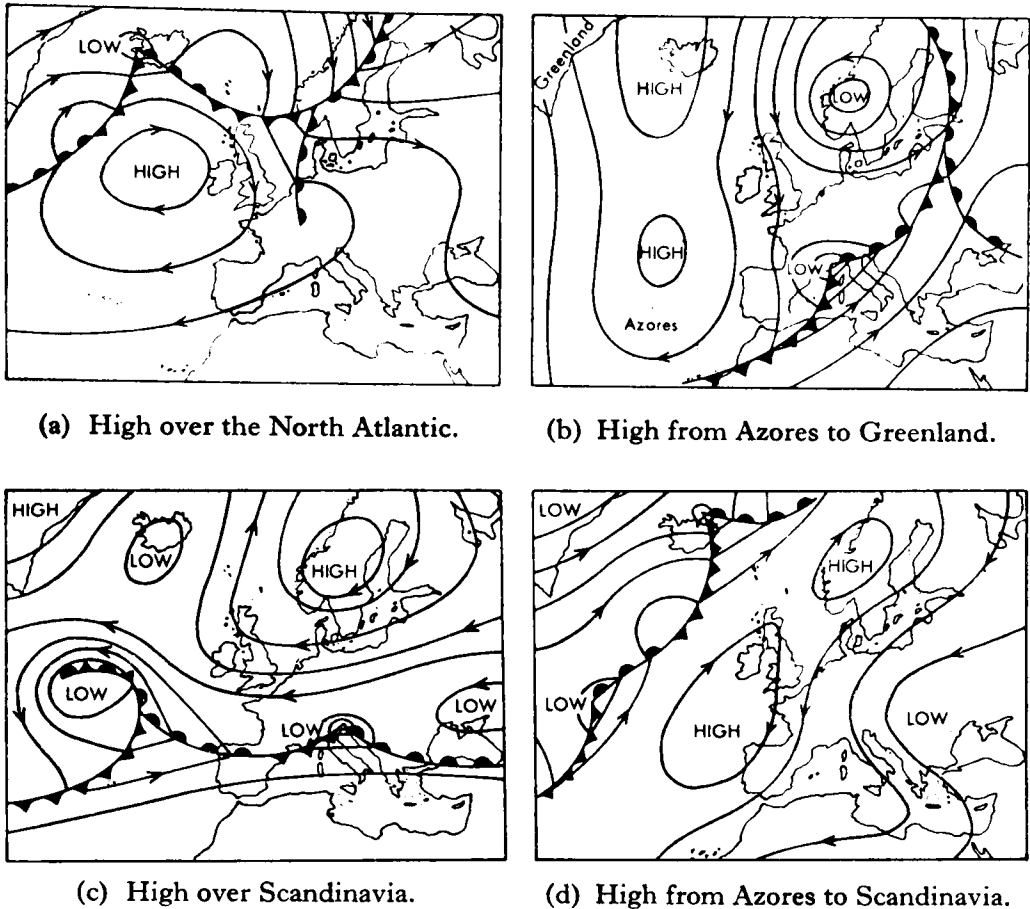 LOW
HIGH
(a) High over the North Atlantic.
Greenland
HIGH
LOW
HIGH
LOW
Azores
(b) High from Azores to Greenland.
HIGH
LOW
HIGH
LOW
LOW
LOW
(c) High over Scandinavia.
LOW
HIGH
LOW
HIGH
LOW
(d) High from Azores to Scandinavia.